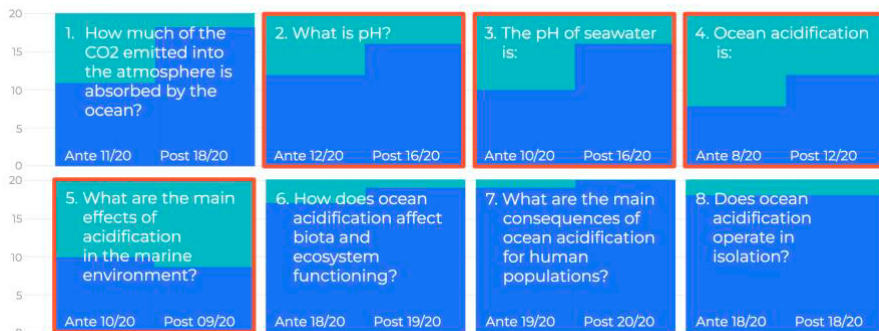 20
15
10
5
0
1. How much of the
CO2 emitted into
the atmosphere is
absorbed by the
ocean?
Ante 11/20 Post 18/20
2. What is pH?
Ante 12/20 Post 16/20
3. The pH of seawater
is:
Ante 10/20 Post 16/20
4. Ocean acidification
is:
Ante 8/20 Post 12/20
20
15
10
5
0
5. What are the main
effects of
acidification
in the marine
environment?
Ante 10/20 Post 09/20
6. How does ocean
acidification affect
biota and
ecosystem
functioning?
Ante 18/20 Post 19/20
7. What are the main
consequences of
ocean acidification
for human
populations?
Ante 19/20 Post 20/20
8. Does ocean
acidification
operate in
isolation?
Ante 18/20 Post 18/20